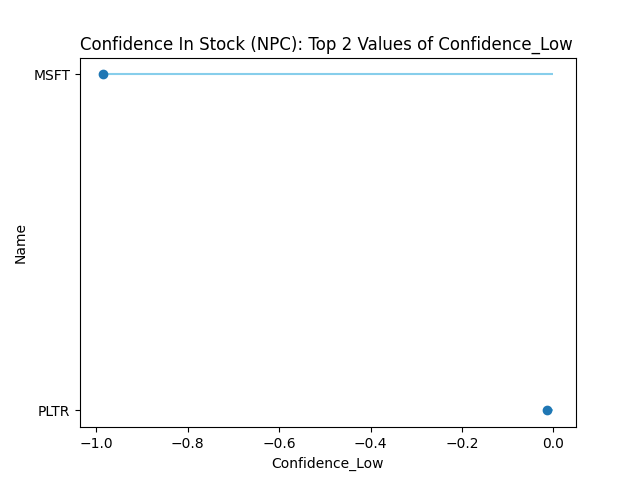 Confidence In Stock (NPC): Top 2 Values of Confidence_Low
MSFT
PLTR
Name
−1.0 −0.8 −0.6 −0.4 −0.2 0.0
Confidence_Low